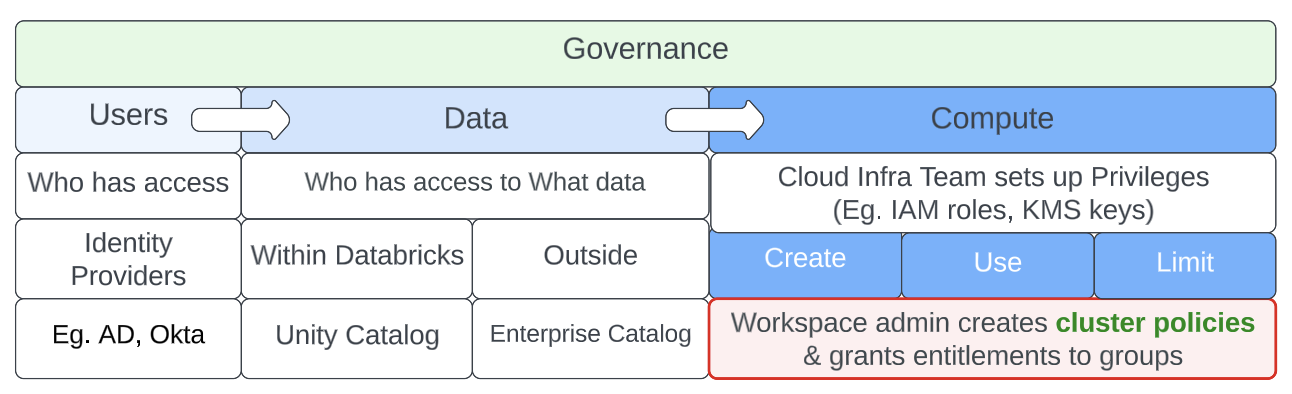 Governance
Users
Data
Compute
Who has access
Who has access to What data
Cloud Infra Team sets up Privileges
(Eg. IAM roles, KMS keys)
Identity
Providers
Within Databricks
Outside
Create
Use
Limit
Eg. AD, Okta
Unity Catalog
Enterprise Catalog
Workspace admin creates cluster policies
& grants entitlements to groups